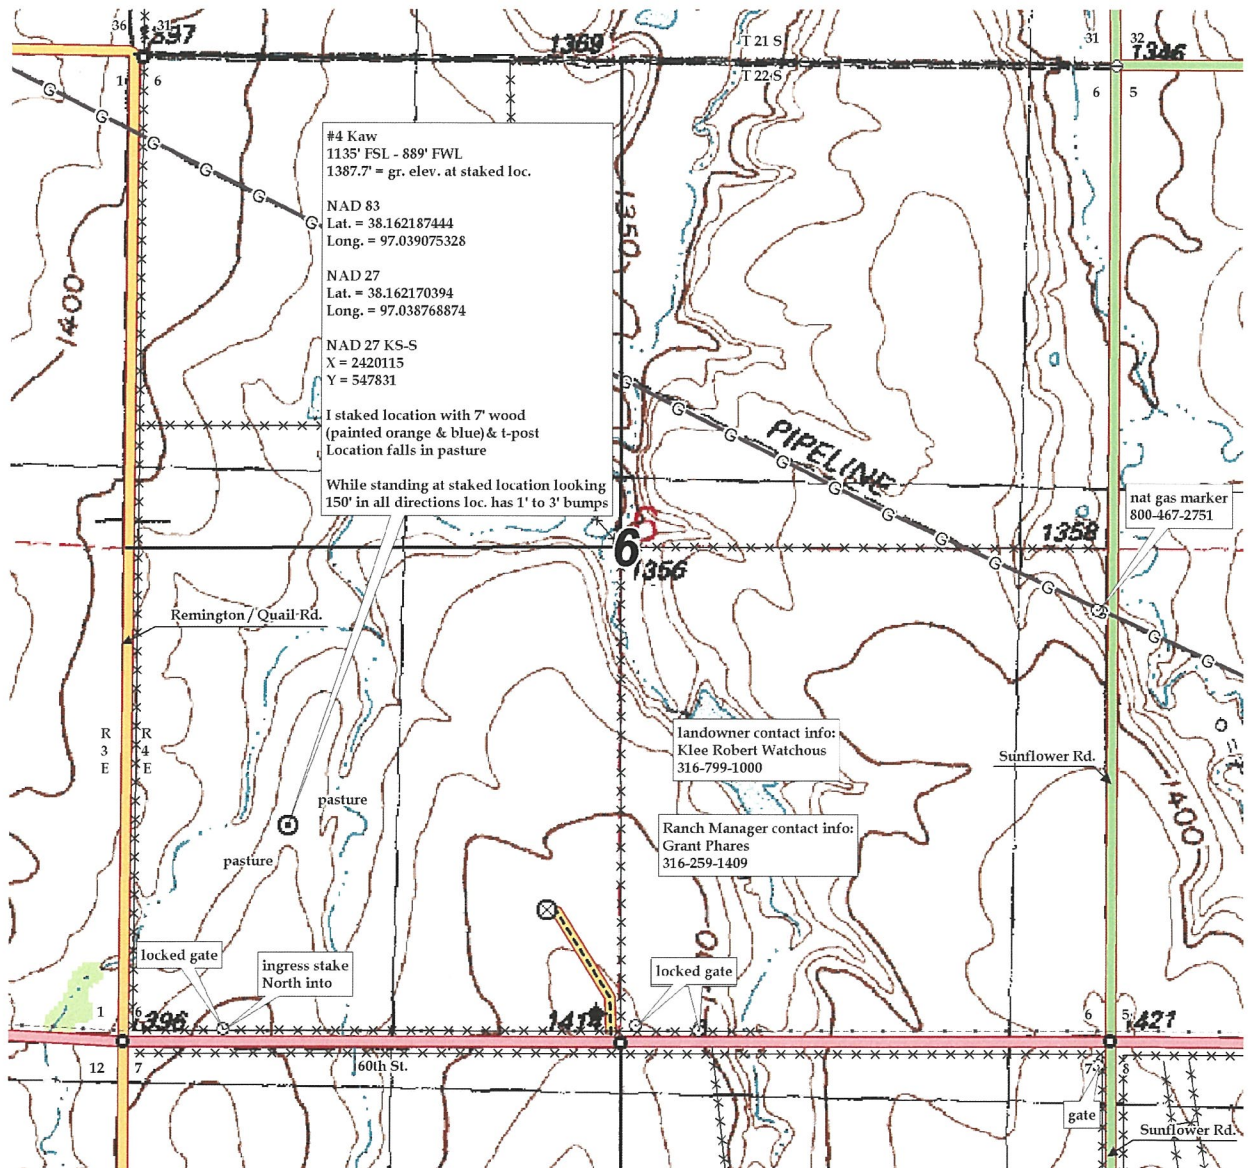 36 31
1397
1369
T 21 S
T 22 S
31 32
1346
1 6
6 5
#4 Kaw
1135' FSL - 889' FWL
1387.7' = gr. elev. at staked loc.
NAD 83
Lat. = 38.162187444
Long. = 97.039075328
NAD 27
Lat. = 38.162170394
Long. = 97.038768874
NAD 27 KS-S
X = 2420115
Y = 547831
I staked location with 7' wood
(painted orange & blue)& t-post
Location falls in pasture
While standing at staked location looking
150' in all directions loc. has 1' to 3' bumps
G G G G G G
1400
1350
G G G G G G G G G G G G
PIPELINE
nat gas marker
800-467-2751
1358
6
1356
Remington / Quail Rd.
R
3
E
R
4
E
landowner contact info:
Klee Robert Watchous
316-799-1000
Sunflower Rd.
1400
pasture
pasture
Ranch Manager contact info:
Grant Phares
316-259-1409
locked gate
ingress stake
North into
locked gate
1 6
1396
1414
6 5
1421
12 7
60th St.
7 8
gate
Sunflower Rd.